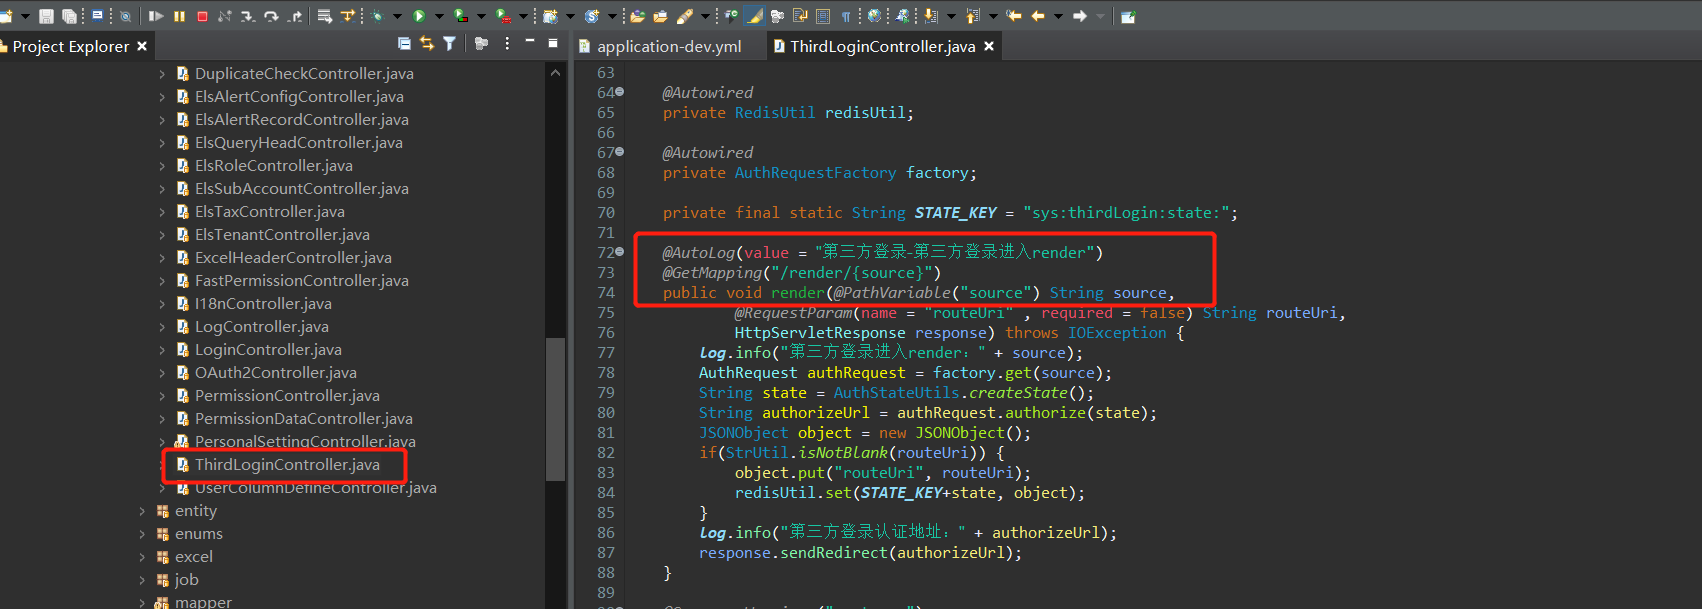 Project Explorer
DuplicateCheckController.java
ElsAlertConfigController.java
ElsAlertRecordController.java
ElsQueryHeadController.java
ElsRoleController.java
ElsSubAccountController.java
ElsTaxController.java
ElsTenantController.java
ExcelHeaderController.java
FastPermissionController.java
I18nController.java
LogController.java
LoginController.java
OAuth2Controller.java
PermissionController.java
PermissionDataController.java
PersonalSettingController.java
ThirdLoginController.java
UserColumnDefineController.java
entity
enums
excel
job
mapper
application-dev.yml
ThirdLoginController.java
63
64 @Autowired
65 private RedisUtil redisUtil;
66
67 @Autowired
68 private AuthRequestFactory factory;
69
70 private final static String STATE_KEY = "sys:thirdLogin:state:";
71
72 @AutoLog(value = "第三方登录-第三方登录进入render")
73 @GetMapping("/render/{source}")
74 public void render(@PathVariable("source") String source,
75 @RequestParam(name = "routeUri" , required = false) String routeUri,
76 HttpServletResponse response) throws IOException {
77 log.info("第三方登录进入render：" + source);
78 AuthRequest authRequest = factory.get(source);
79 String state = AuthStateUtils.createState();
80 String authorizeUrl = authRequest.authorize(state);
81 JSONObject object = new JSONObject();
82 if(StrUtil.isNotBlank(routeUri)) {
83 object.put("routeUri", routeUri);
84 redisUtil.set(STATE_KEY+state, object);
85 }
86 log.info("第三方登录认证地址：" + authorizeUrl);
87 response.sendRedirect(authorizeUrl);
88 }
89